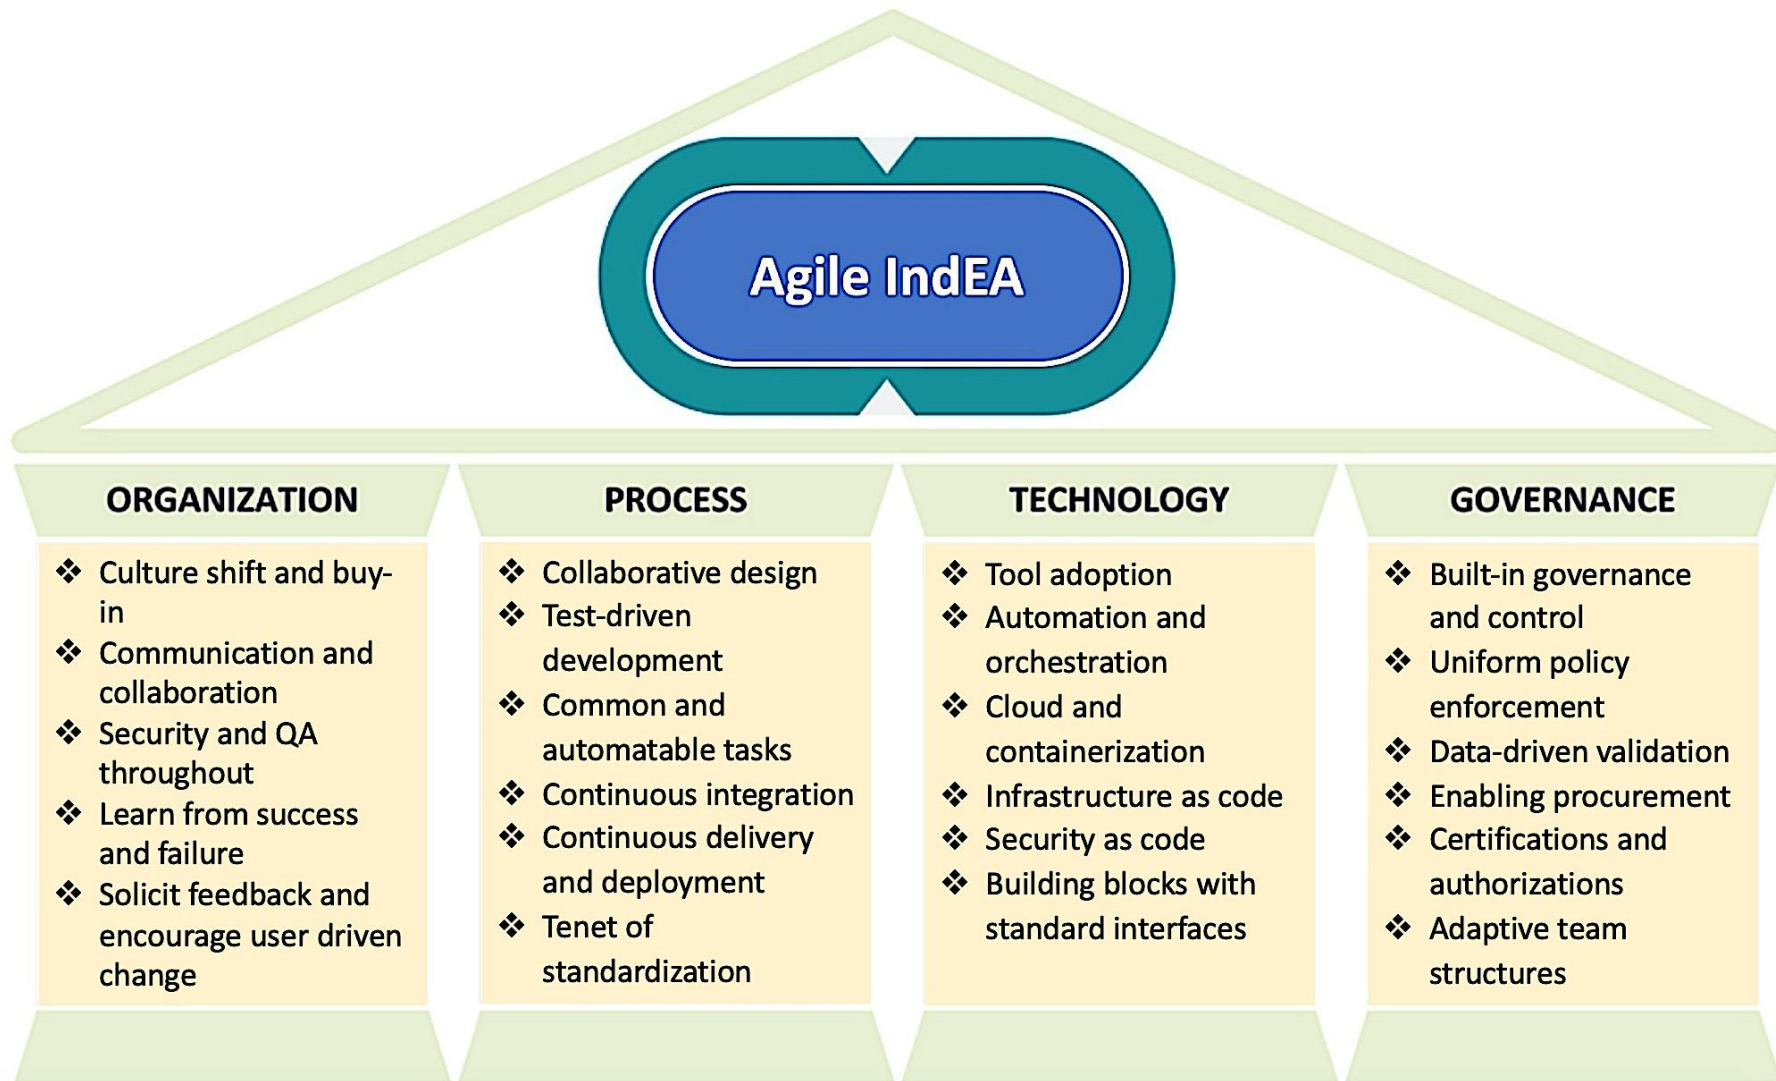 Agile IndEA
ORGANIZATION
❖ Culture shift and buy-
in
❖ Communication and
collaboration
❖ Security and QA
throughout
❖ Learn from success
and failure
❖ Solicit feedback and
encourage user driven
change
PROCESS
❖ Collaborative design
❖ Test-driven
development
❖ Common and
automatable tasks
❖ Continuous integration
❖ Continuous delivery
and deployment
❖ Tenet of
standardization
TECHNOLOGY
❖ Tool adoption
❖ Automation and
orchestration
❖ Cloud and
containerization
❖ Infrastructure as code
❖ Security as code
❖ Building blocks with
standard interfaces
GOVERNANCE
❖ Built-in governance
and control
❖ Uniform policy
enforcement
❖ Data-driven validation
❖ Enabling procurement
❖ Certifications and
authorizations
❖ Adaptive team
structures